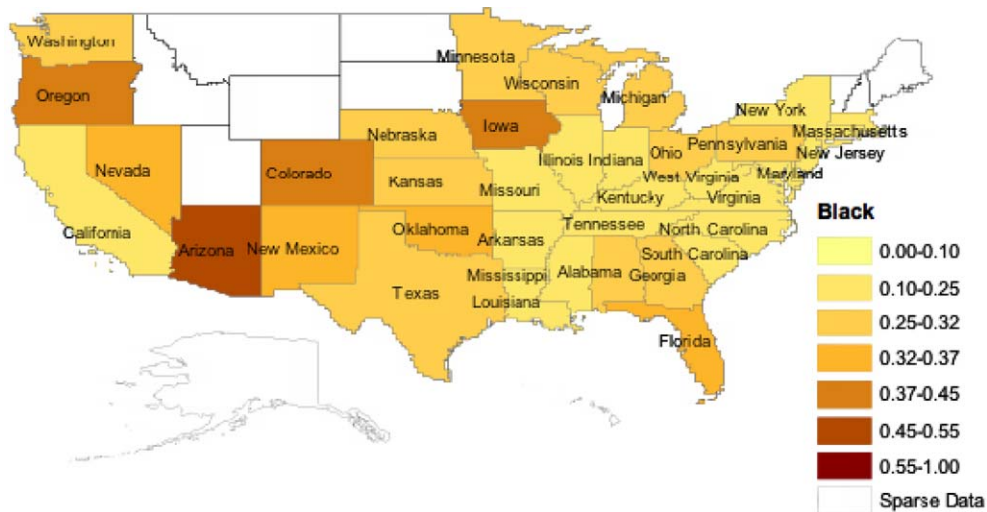 Washington
Minnesota
Wisconsin
Michigan
Oregon
New York
Iowa
Massachusetts
Nebraska
Pennsylvania
Illinois Indiana
Ohio
New Jersey
Nevada
Colorado
Kansas
West Virginia
Maryland
Missouri
Kentucky
Virginia
Black
California
Arizona
New Mexico
Oklahoma
Arkansas
Tennessee
North Carolina
0.00-0.10
South Carolina
Mississippi
Alabama
Georgia
0.10-0.25
Texas
Louisiana
0.25-0.32
Florida
0.32-0.37
0.37-0.45
0.45-0.55
0.55-1.00
Sparse Data